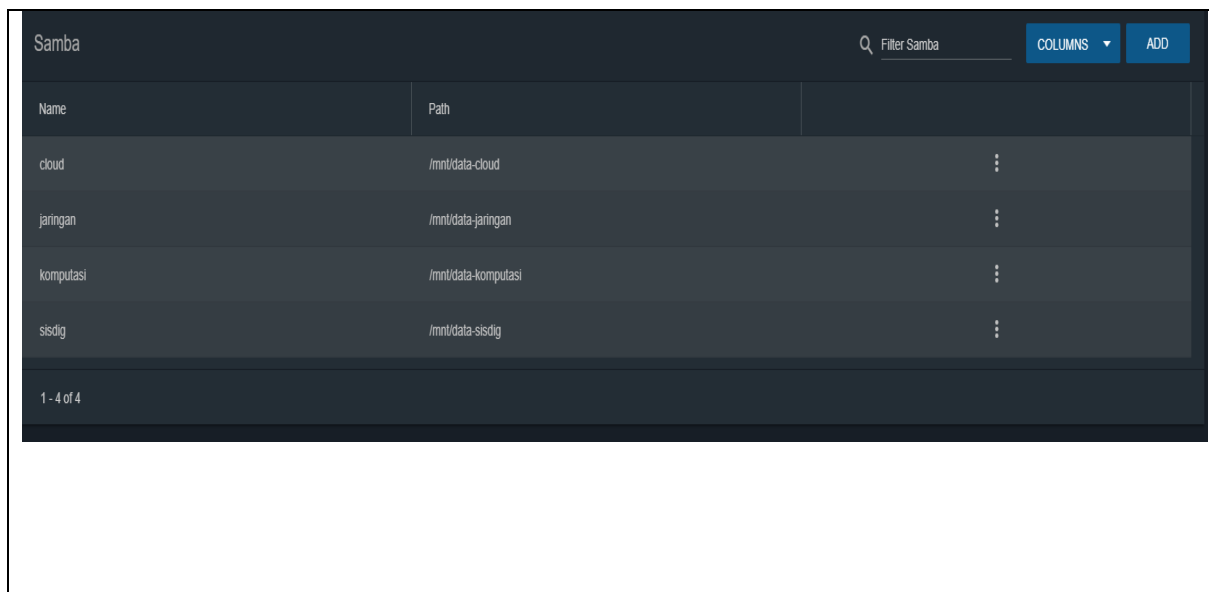 Samba Filter Samba COLUMNS ADD
Name Path
cloud /mnt/data-cloud
jaringan /mnt/data-jaringan
komputasi /mnt/data-komputasi
sisdig /mnt/data-sisdig
1 - 4 of 4